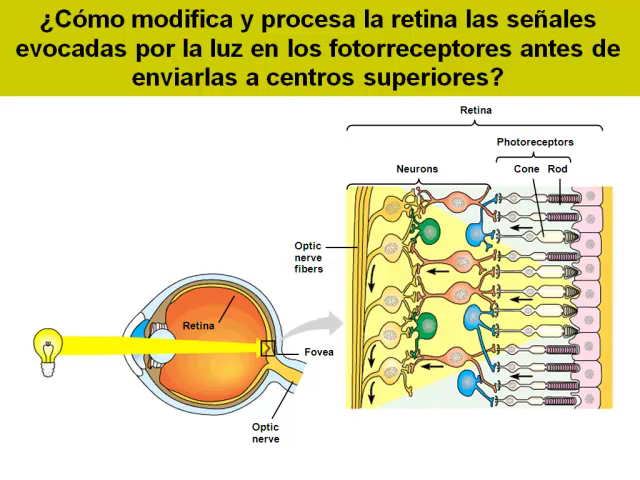 ¿Cómo modifica y procesa la retina las señales
evocadas por la luz en los fotorreceptores antes de
enviarlas a centros superiores?
Retina
Photoreceptors
Neurons
Cone Rod
Optic
nerve
fibers
Retina
Fovea
Optic
nerve